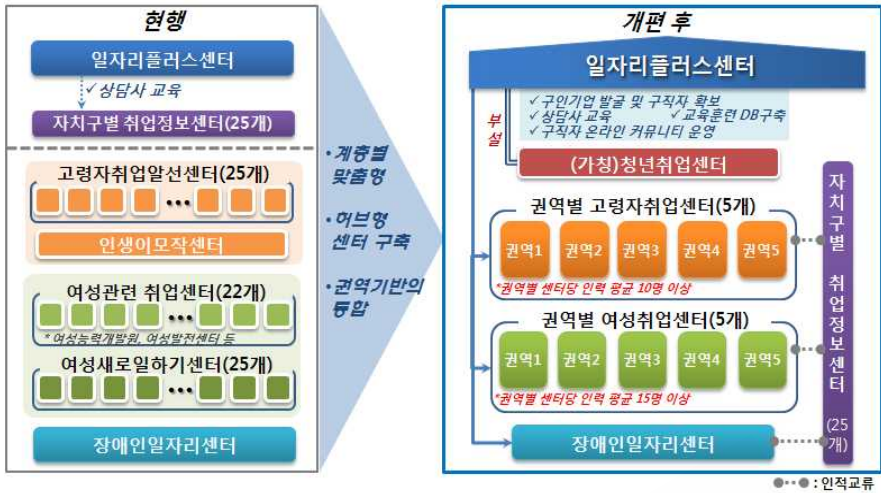 현행
일자리플러스센터
✓상담사 교육
자치구별 취업정보센터(25개)
고령자취업알선센터(25개)
인생이모작센터
여성관련 취업센터(22개)
* 여성능력개발원, 여성발전센터 등
여성새로일하기센터(25개)
장애인일자리센터
•계층별
맞춤형
•허브형
센터 구축
•권역기반의
통합
개편 후
일자리플러스센터
✓구인기업 발굴 및 구직자 확보
✓상담사 교육 ✓교육훈련 DB구축
✓구직자 온라인 커뮤니티 운영
부설
(가칭)청년취업센터
권역별 고령자취업센터(5개)
권역1 권역2 권역3 권역4 권역5
*권역별 센터당 인력 평균 10명 이상
권역별 여성취업센터(5개)
권역1 권역2 권역3 권역4 권역5
*권역별 센터당 인력 평균 15명 이상
장애인일자리센터
자치구별 취업정보센터 (25개)
: 인적교류